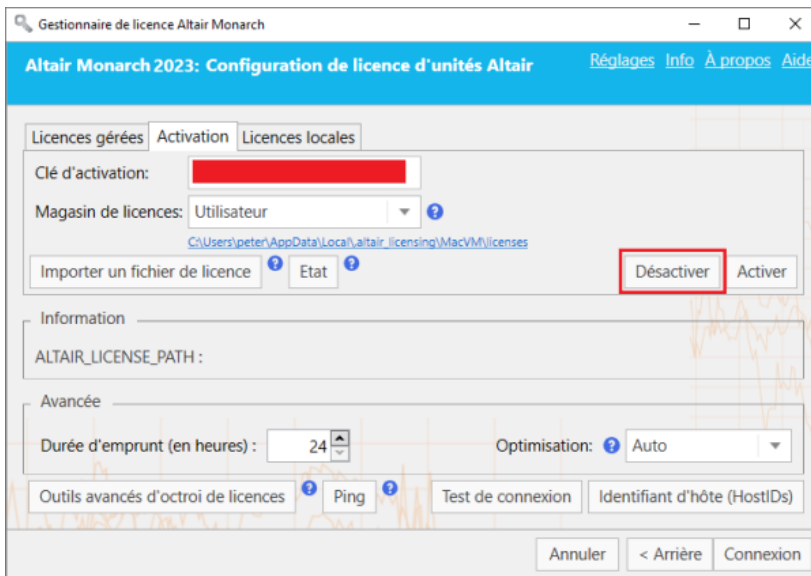 Gestionnaire de licence Altair Monarch
Altair Monarch 2023: Configuration de licence d'unités Altair
Réglages Info À propos Aide
Licences gérées Activation Licences locales
Clé d'activation:
Magasin de licences: Utilisateur
C:\Users\peter\AppData\Local\.altair_licensing\MacVM\licenses
Importer un fichier de licence ? Etat ? Désactiver Activer
Information
ALTAIR_LICENSE_PATH :
Avancée
Durée d'emprunt (en heures) : 24 Optimisation: ? Auto
Outils avancés d'octroi de licences ? Ping ? Test de connexion Identifiant d'hôte (HostIDs)
Annuler < Arrière Connexion